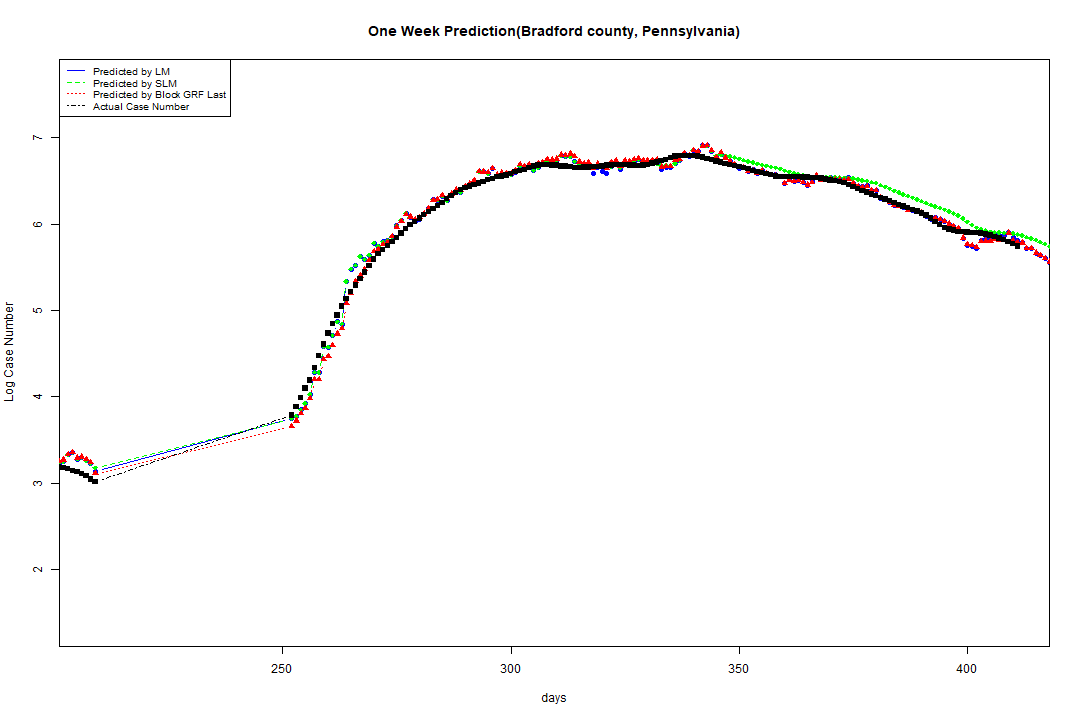 One Week Prediction(Bradford county, Pennsylvania)
Predicted by LM
Predicted by SLM
Predicted by Block GRF Last
Actual Case Number
7
6
5
4
3
2
Log Case Number
250
300
350
400
days